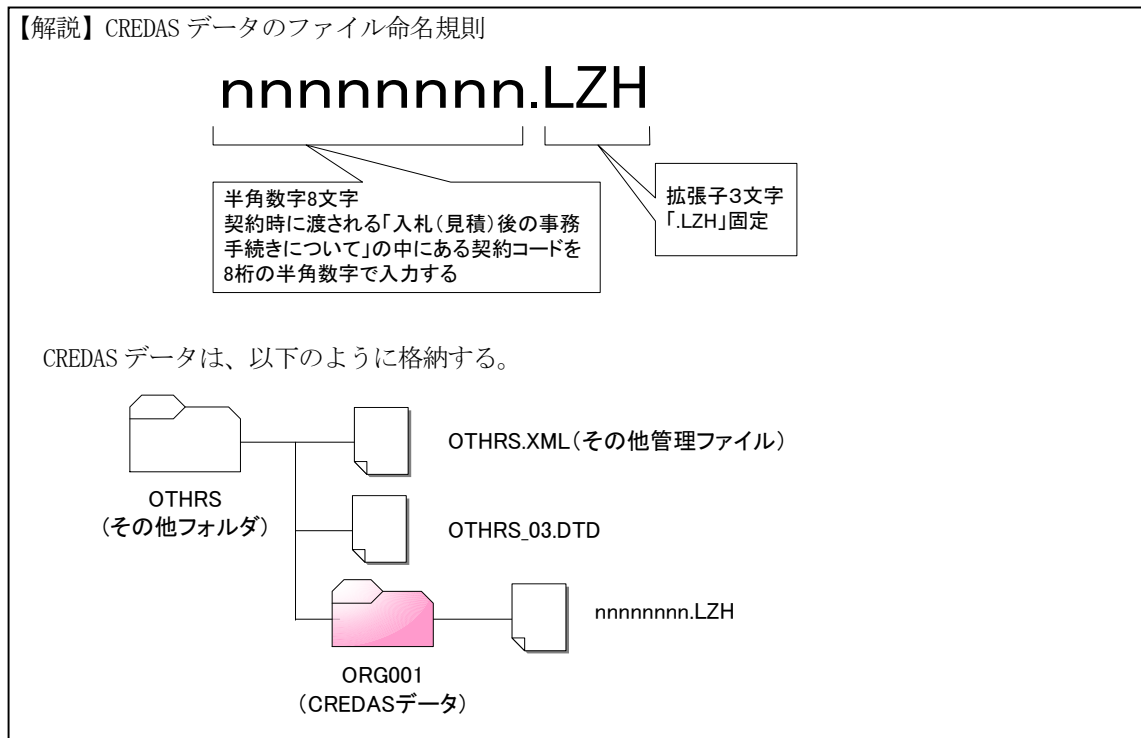 【解説】CREDAS データのファイル命名規則
nnnnnnnn.LZH
半角数字8文字
契約時に渡される「入札（見積）後の事務
手続きについて」の中にある契約コードを
8桁の半角数字で入力する
拡張子3文字
「.LZH」固定
CREDAS データは、以下のように格納する。
OTHRS.XML（その他管理ファイル）
OTHRS
（その他フォルダ）
OTHRS_03.DTD
nnnnnnnn.LZH
ORG001
（CREDASデータ）